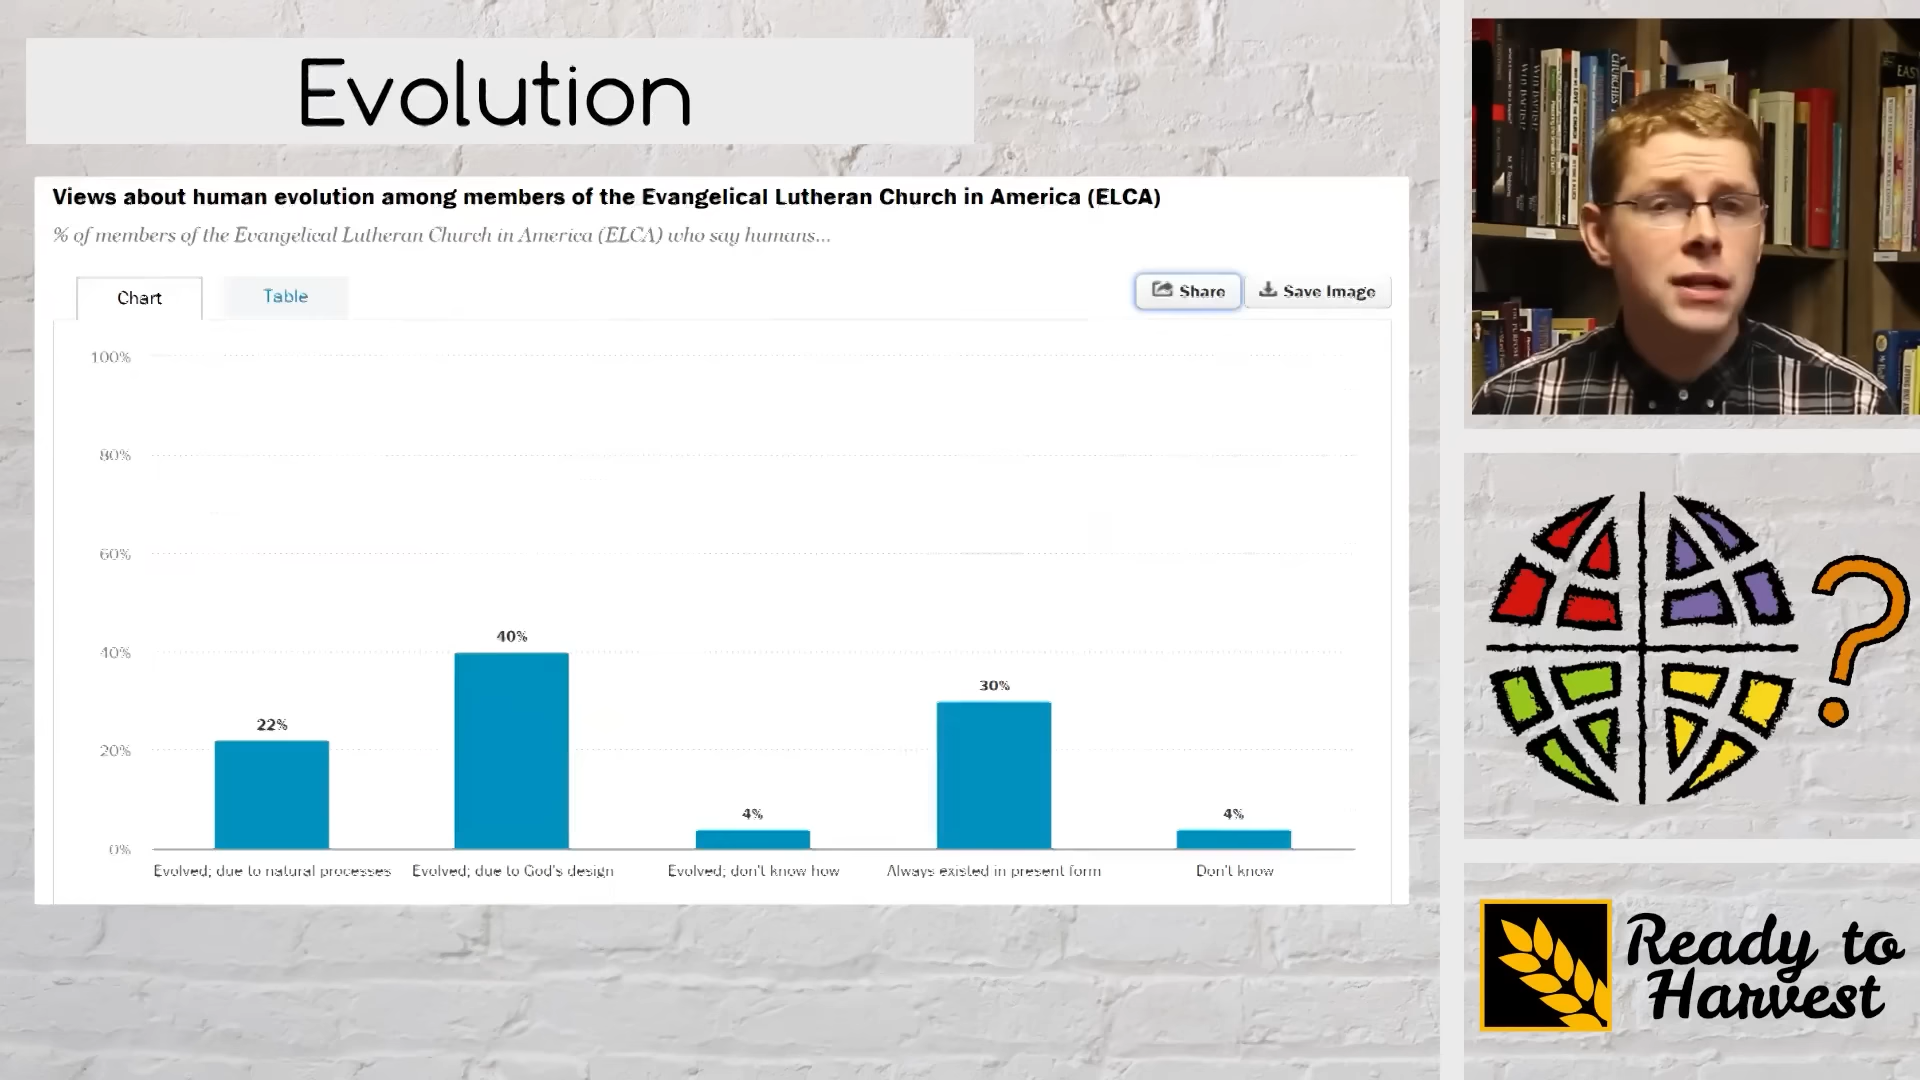 Evolution
Views about human evolution among members of the Evangelical Lutheran Church in America (ELCA)
% of members of the Evangelical Lutheran Church in America (ELCA) who say humans...
Chart
Table
Share
Save Image
100%
80%
60%
40%
20%
0%
22%
40%
4%
30%
4%
Evolved; due to natural processes
Evolved; due to God's design
Evolved; don't know how
Always existed in present form
Don't know
EASY
Ready to
Harvest